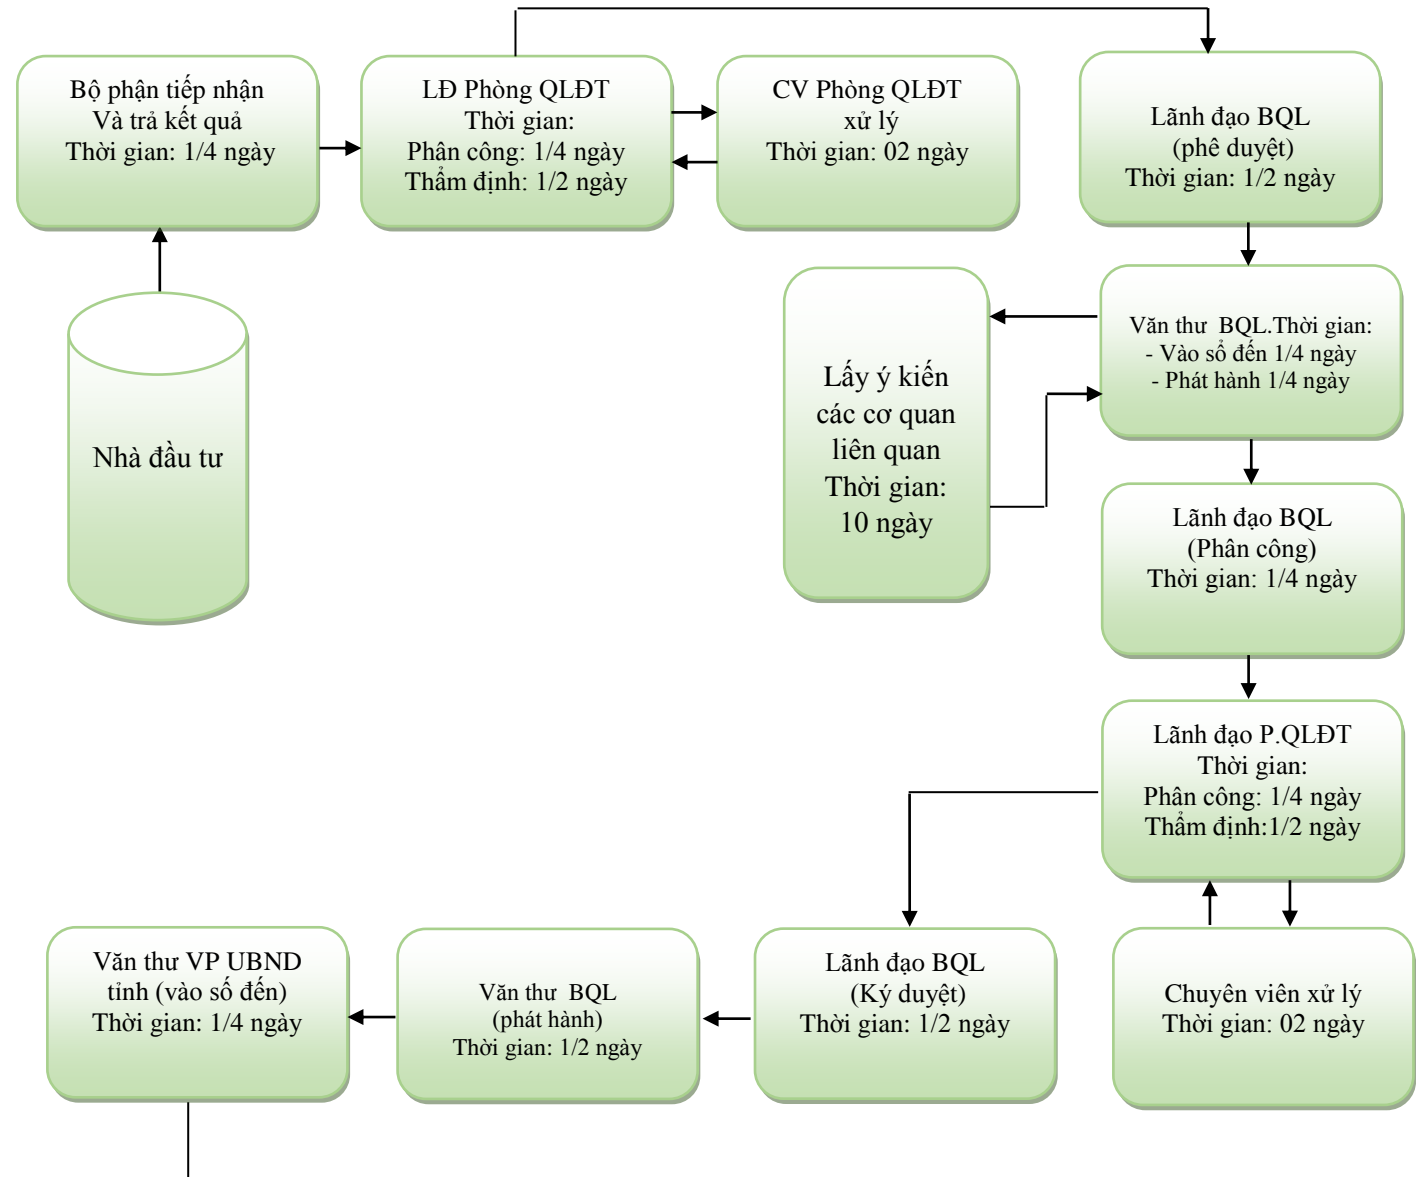 Bộ phận tiếp nhận
Và trả kết quả
Thời gian: 1/4 ngày
LĐ Phòng QLĐT
Thời gian:
Phân công: 1/4 ngày
Thẩm định: 1/2 ngày
CV Phòng QLĐT
xử lý
Thời gian: 02 ngày
Lãnh đạo BQL
(phê duyệt)
Thời gian: 1/2 ngày
Nhà đầu tư
Lấy ý kiến
các cơ quan
liên quan
Thời gian:
10 ngày
Văn thư BQL.Thời gian:
- Vào sổ đến 1/4 ngày
- Phát hành 1/4 ngày
Lãnh đạo BQL
(Phân công)
Thời gian: 1/4 ngày
Lãnh đạo P.QLĐT
Thời gian:
Phân công: 1/4 ngày
Thẩm định:1/2 ngày
Chuyên viên xử lý
Thời gian: 02 ngày
Lãnh đạo BQL
(Ký duyệt)
Thời gian: 1/2 ngày
Văn thư BQL
(phát hành)
Thời gian: 1/2 ngày
Văn thư VP UBND
tỉnh (vào số đến)
Thời gian: 1/4 ngày